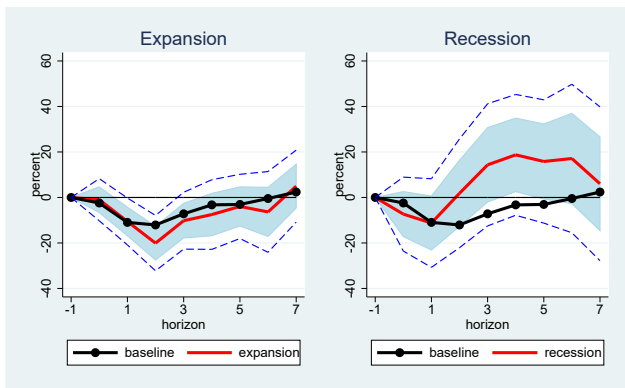 Expansion
60
40
20
0
-20
-40
percent
-1
1
3
5
7
horizon
baseline
expansion
Recession
60
40
20
0
-20
-40
percent
-1
1
3
5
7
horizon
baseline
recession